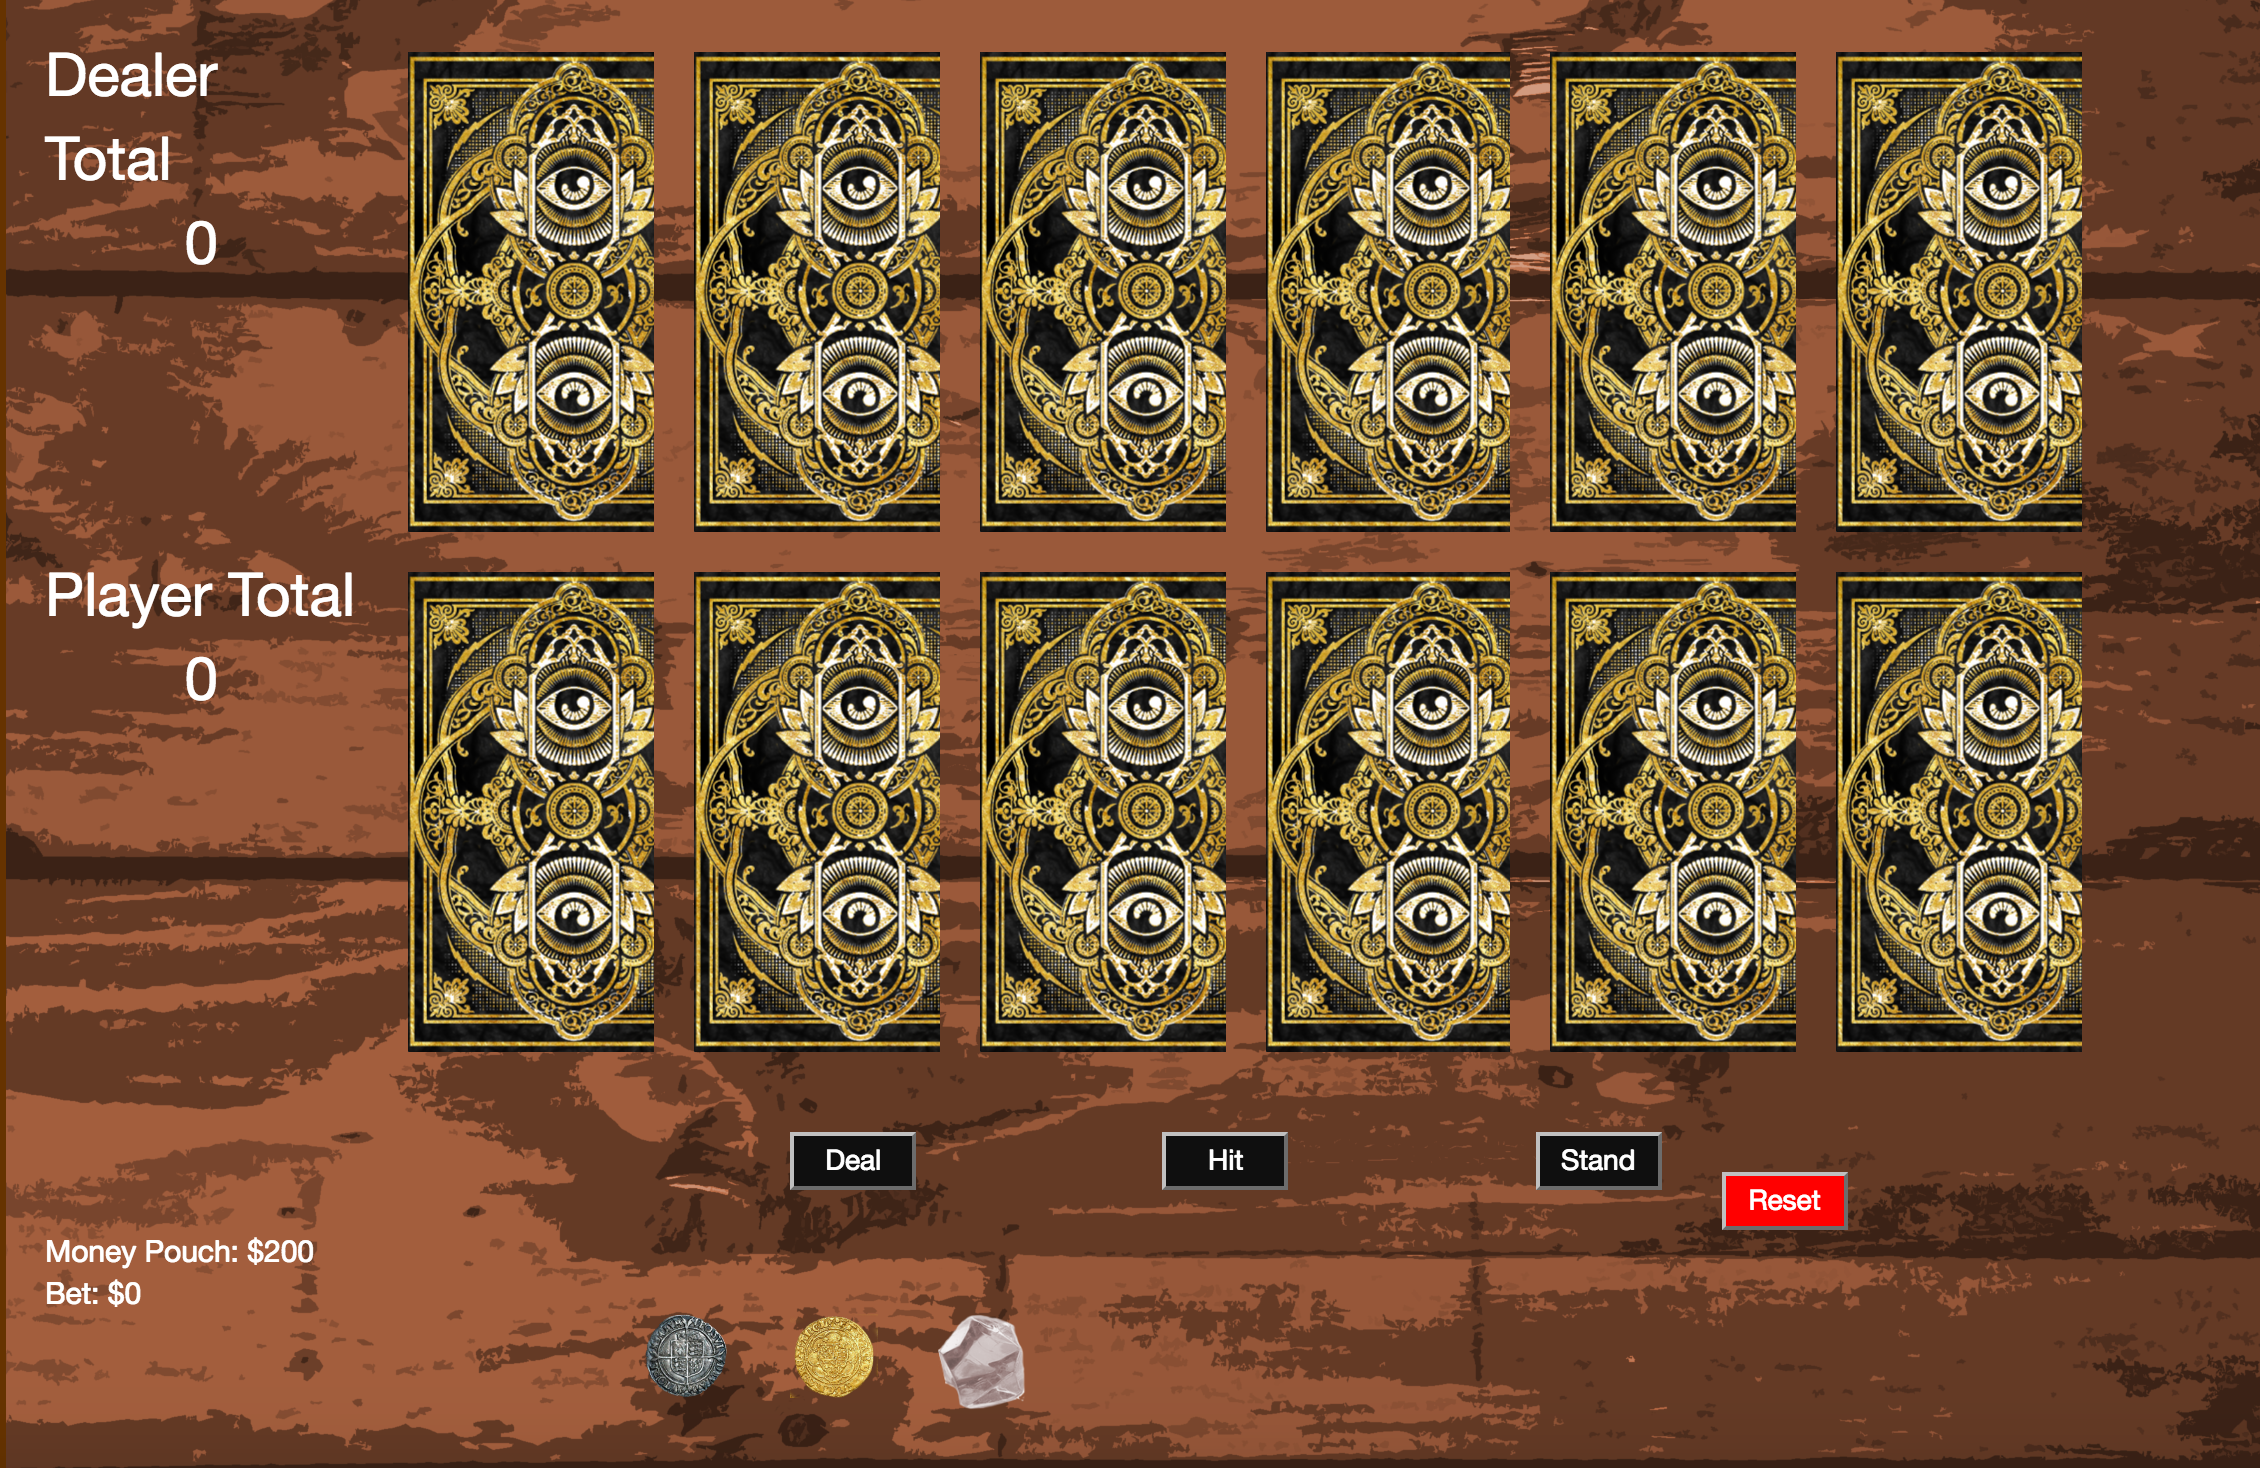 Dealer
Total
0
Player Total
0
Deal
Hit
Stand
Reset
Money Pouch: $200
Bet: $0